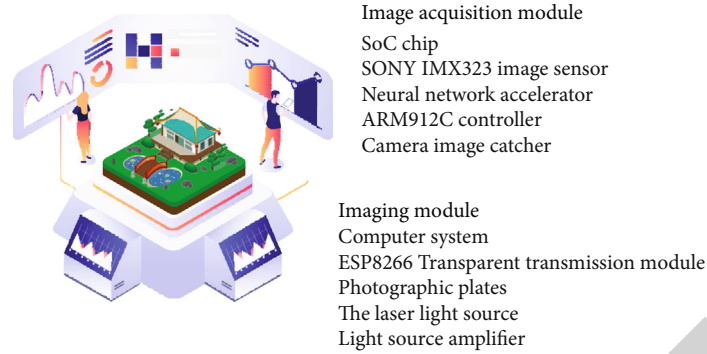 Image acquisition module
SoC chip
SONY IMX323 image sensor
Neural network accelerator
ARM912C controller
Camera image catcher
Imaging module
Computer system
ESP8266 Transparent transmission module
Photographic plates
The laser light source
Light source amplifier